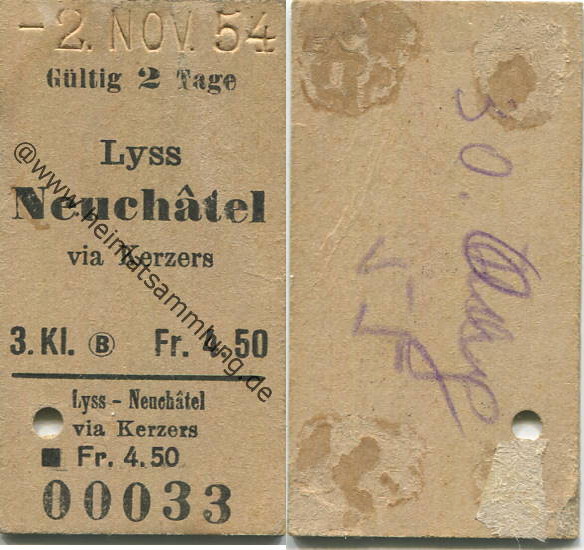 -2. NOV. 54
Gültig 2 Tage
Lyss
Neuchâtel
via Kerzers
3. Kl. B Fr. 4.50
Lyss - Neuchâtel
via Kerzers
■ Fr. 4.50
00033
@www.heimatsammlung.de
30.